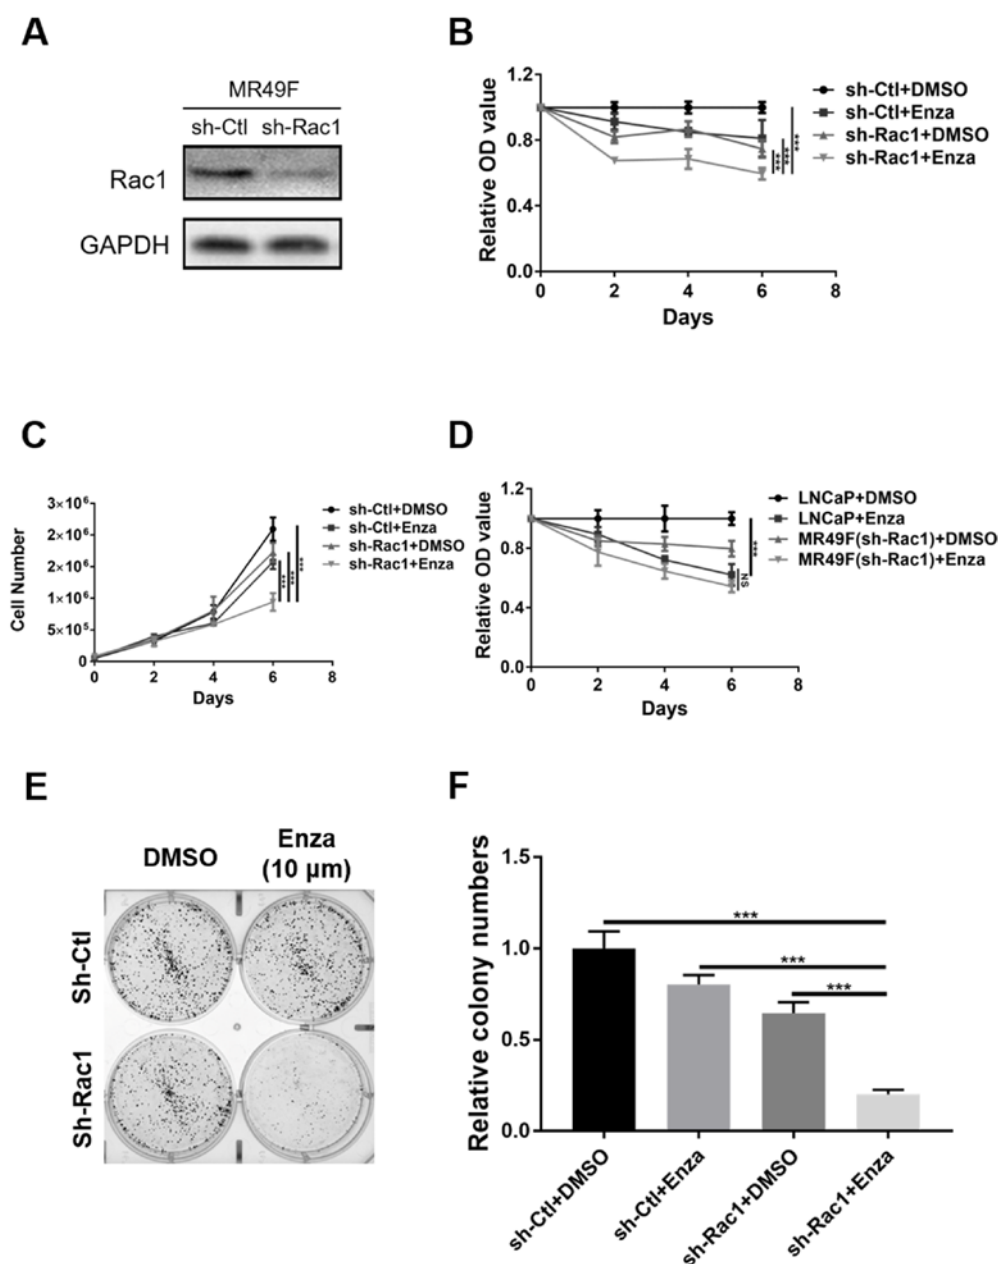 A
MR49F
sh-Ctl sh-Rac1
Rac1
GAPDH
B
Relative OD value
1.2
0.8
0.4
0.0
0 2 4 6 8
Days
sh-Ctl+DMSO
sh-Ctl+Enza
sh-Rac1+DMSO
sh-Rac1+Enza
***
***
***
C
Cell Number
3×10⁶
2×10⁶
2×10⁶
1×10⁶
5×10⁵
0
0 2 4 6 8
Days
sh-Ctl+DMSO
sh-Ctl+Enza
sh-Rac1+DMSO
sh-Rac1+Enza
***
***
***
D
Relative OD value
1.2
0.8
0.4
0.0
0 2 4 6 8
Days
LNCaP+DMSO
LNCaP+Enza
MR49F(sh-Rac1)+DMSO
MR49F(sh-Rac1)+Enza
NS
***
E
DMSO
Enza
(10 μm)
Sh-Ctl
Sh-Rac1
F
Relative colony numbers
1.5
1.0
0.5
0.0
***
***
***
sh-Ctl+DMSO
sh-Ctl+Enza
sh-Rac1+DMSO
sh-Rac1+Enza